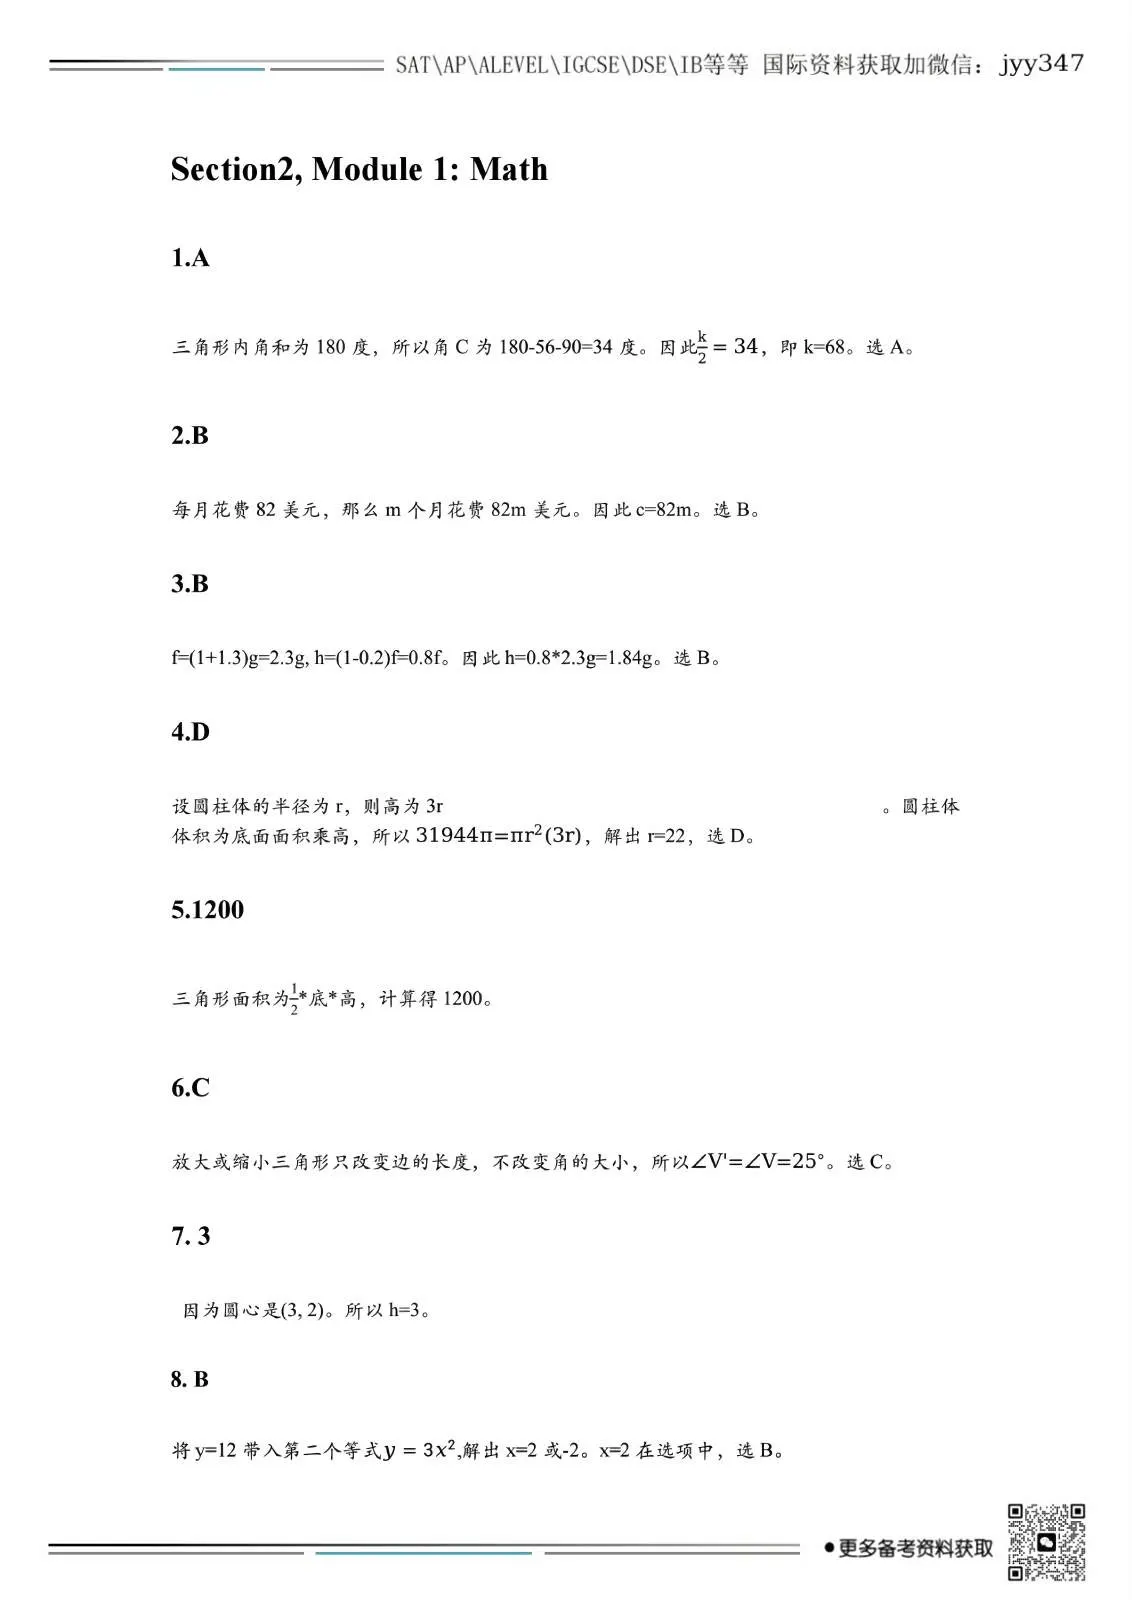 SAT\AP\ALEVEL\IGCSE\DSE\IB等等 国际资料获取加微信: jyy347
Section2, Module 1: Math
1.A
三角形内角和为 180 度，所以角 C 为 180-56-90=34 度。因此k/2 = 34，即 k=68。选 A。
2.B
每月花费 82 美元，那么 m 个月花费 82m 美元。因此 c=82m。选 B。
3.B
f=(1+1.3)g=2.3g, h=(1-0.2)f=0.8f。因此 h=0.8*2.3g=1.84g。选 B。
4.D
设圆柱体的半径为 r，则高为 3r 。圆柱体
体积为底面面积乘高，所以 31944π=πr²(3r)，解出 r=22，选 D。
5.1200
三角形面积为1/2*底*高，计算得 1200。
6.C
放大或缩小三角形只改变边的长度，不改变角的大小，所以∠V'=∠V=25°。选 C。
7. 3
因为圆心是(3, 2)。所以 h=3。
8. B
将 y=12 带入第二个等式y = 3x²,解出 x=2 或-2。x=2 在选项中，选 B。
●更多备考资料获取